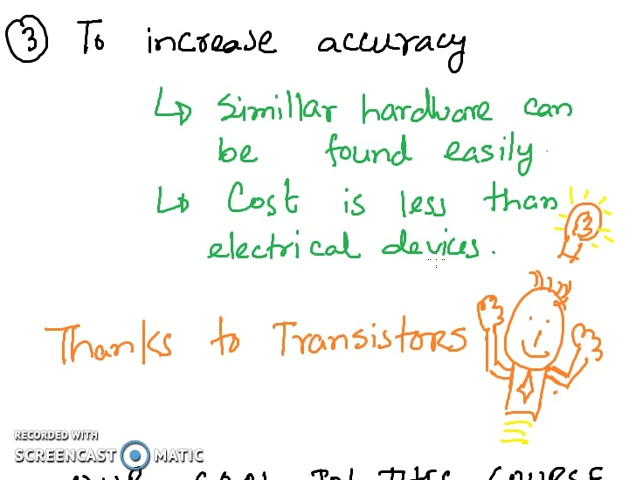 ③ To increase accuracy
↳ Simillar hardware can
be found easily.
↳ Cost is less than
electrical devices.
Thanks to Transistors
RECORDED WITH
SCREENCAST MATIC
COURSE